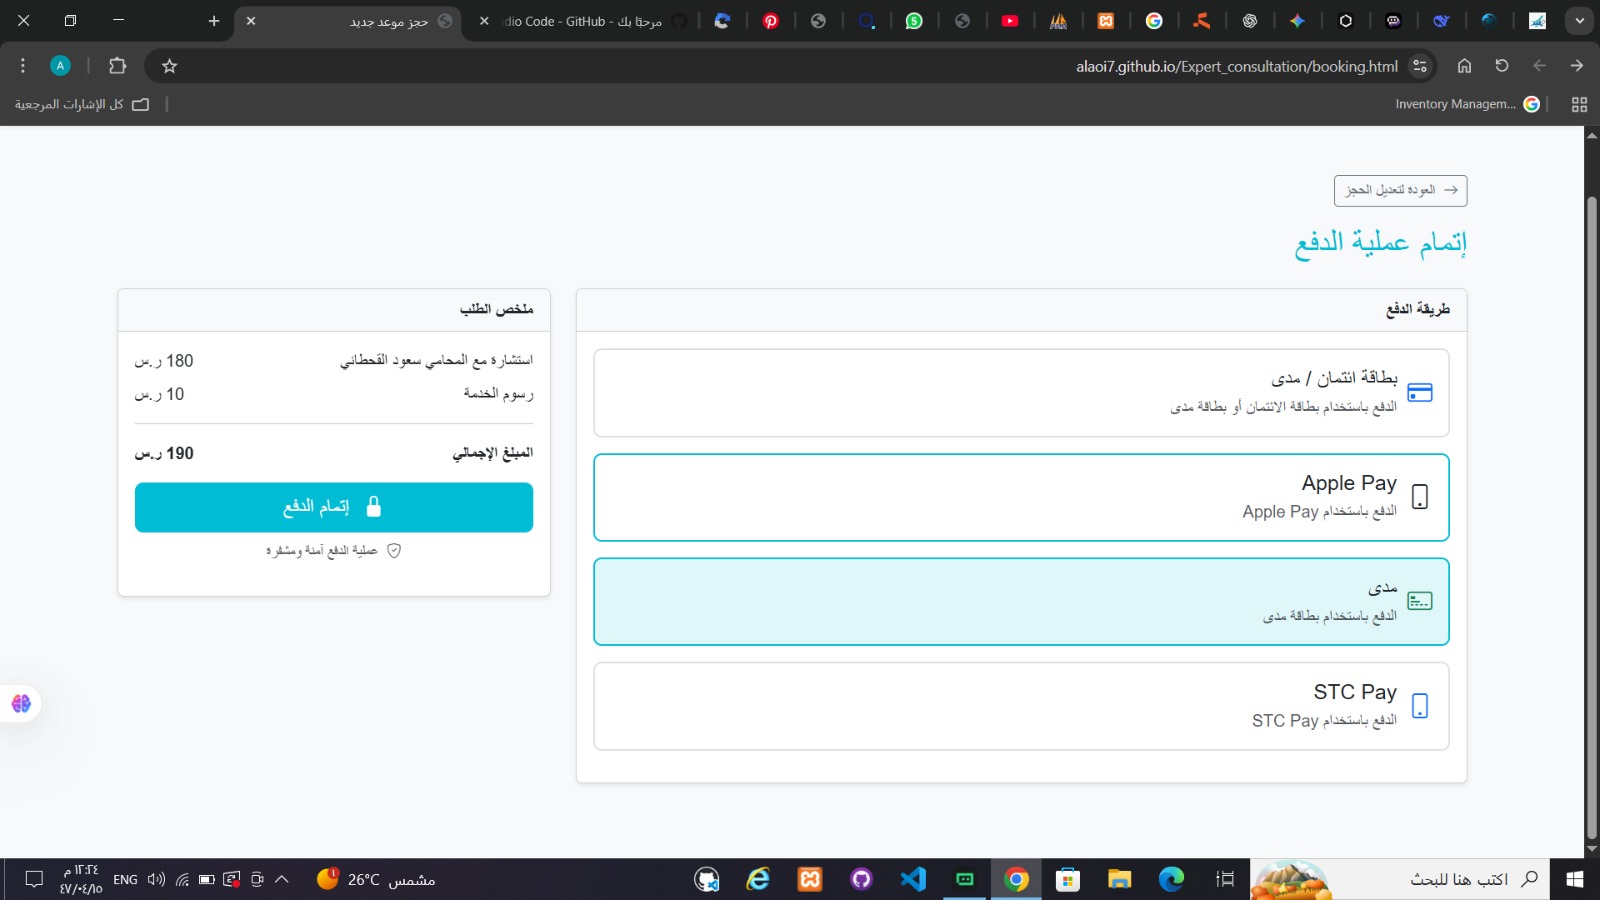 حجز موعد جديد
مرحبًا بك - dio Code - GitHub
A
alaoi7.github.io/Expert_consultation/booking.html
كل الإشارات المرجعية
Inventory Managem...
العودة لتعديل الحجز
إتمام عملية الدفع
طريقة الدفع
بطاقة ائتمان / مدى
الدفع باستخدام بطاقة الائتمان أو بطاقة مدى
Apple Pay
الدفع باستخدام Apple Pay
مدى
الدفع باستخدام بطاقة مدى
STC Pay
الدفع باستخدام STC Pay
ملخص الطلب
استشارة مع المحامي سعود القحطاني 180 ر.س
رسوم الخدمة 10 ر.س
المبلغ الإجمالي 190 ر.س
إتمام الدفع
عملية الدفع آمنة ومشفرة
اكتب هنا للبحث
مشمس 26°C
ENG
١٢:٢٤ م
٤٧/٠٤/١٥